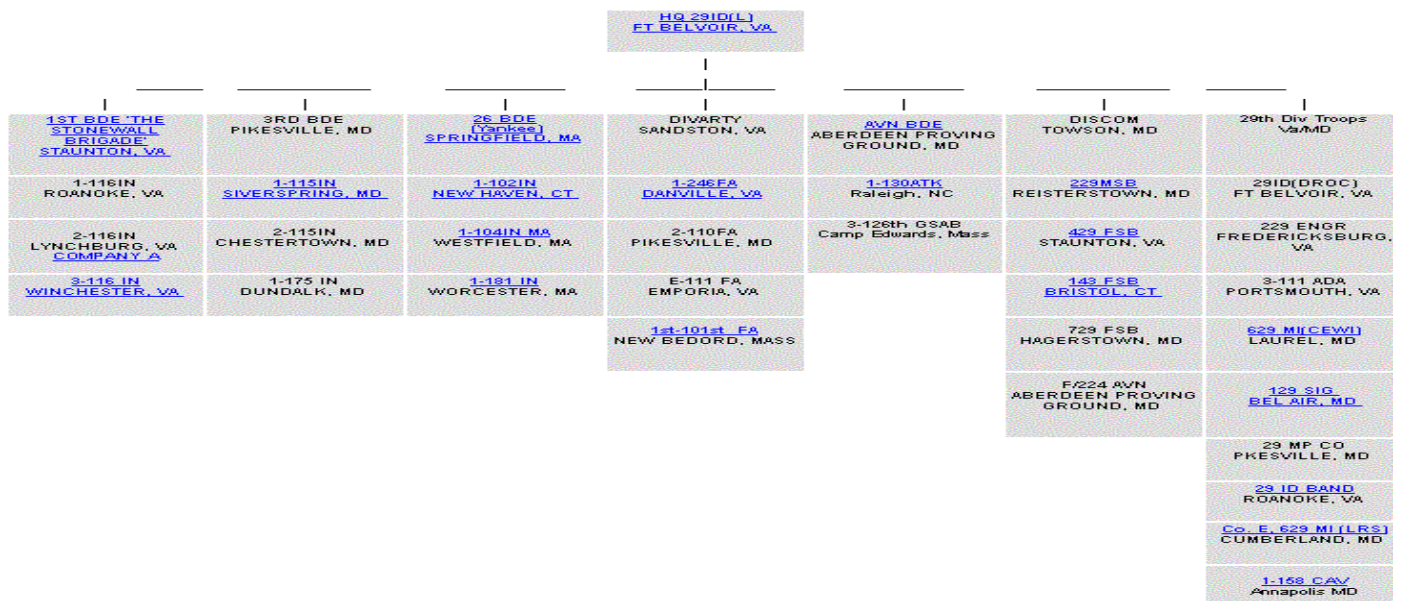 HQ 29ID(L)
FT BELVOIR, VA
1ST BDE 'THE
STONEWALL
BRIGADE'
STAUNTON, VA
1-116IN
ROANOKE, VA
2-116IN
LYNCHBURG, VA
COMPANY A
3-116 IN
WINCHESTER, VA
3RD BDE
PIKESVILLE, MD
1-115IN
SIVERSPRING, MD
2-115IN
CHESTERTOWN, MD
1-175 IN
DUNDALK, MD
26 BDE
(Yankee)
SPRINGFIELD, MA
1-102IN
NEW HAVEN, CT
1-104IN MA
WESTFIELD, MA
1-181 IN
WORCESTER, MA
DIVARTY
SANDSTON, VA
1-246FA
DANVILLE, VA
2-110FA
PIKESVILLE, MD
E-111 FA
EMPORIA, VA
1st-101st FA
NEW BEDORD, MASS
AVN BDE
ABERDEEN PROVING
GROUND, MD
1-130ATK
Raleigh, NC
3-126th GSAB
Camp Edwards, Mass
DISCOM
TOWSON, MD
229MSB
REISTERSTOWN, MD
429 FSB
STAUNTON, VA
143 FSB
BRISTOL, CT
729 FSB
HAGERSTOWN, MD
F/224 AVN
ABERDEEN PROVING
GROUND, MD
29th Div Troops
Va/MD
29ID(DROC)
FT BELVOIR, VA
229 ENGR
FREDERICKSBURG,
VA
3-111 ADA
PORTSMOUTH, VA
629 MI(CEWI)
LAUREL, MD
129 SIG
BEL AIR, MD
29 MP CO
PKESVILLE, MD
29 ID BAND
ROANOKE, VA
Co. E, 629 MI (LRS)
CUMBERLAND, MD
1-158 CAV
Annapolis MD